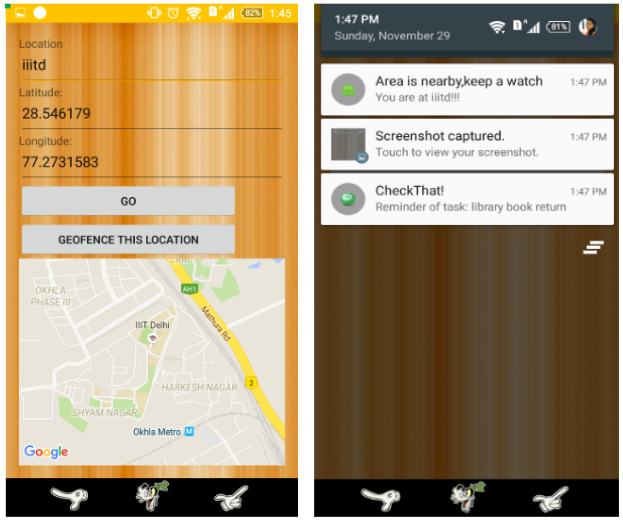 82% 1:45
Location
iiitd
Latitude:
28.546179
Longitude:
77.2731583
GO
GEOFENCE THIS LOCATION
OKHLA
PHASE III
AH1
IIIT Delhi
Mathura Rd
HARKESH NAGAR
2
SHYAM NAGAR
Okhla Metro M
Google
1:47 PM
Sunday, November 29
1 81%
Area is nearby,keep a watch 1:47 PM
You are at iiitd!!!
Screenshot captured. 1:47 PM
Touch to view your screenshot.
CheckThat! 1:47 PM
Reminder of task: library book return